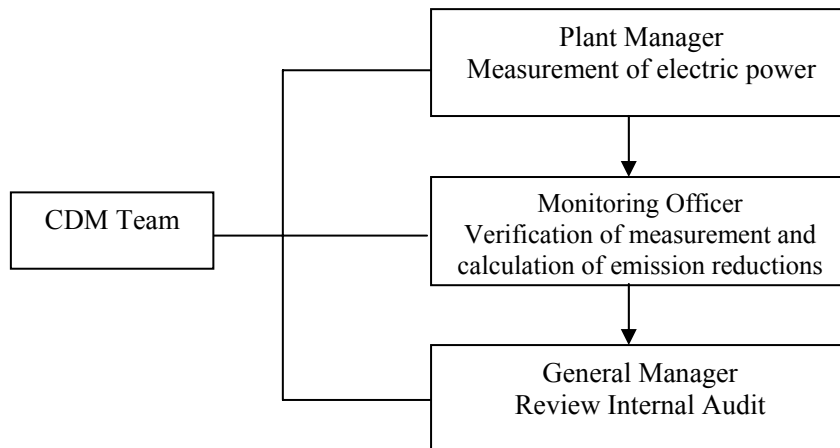 Plant Manager
Measurement of electric power
CDM Team
Monitoring Officer
Verification of measurement and
calculation of emission reductions
General Manager
Review Internal Audit